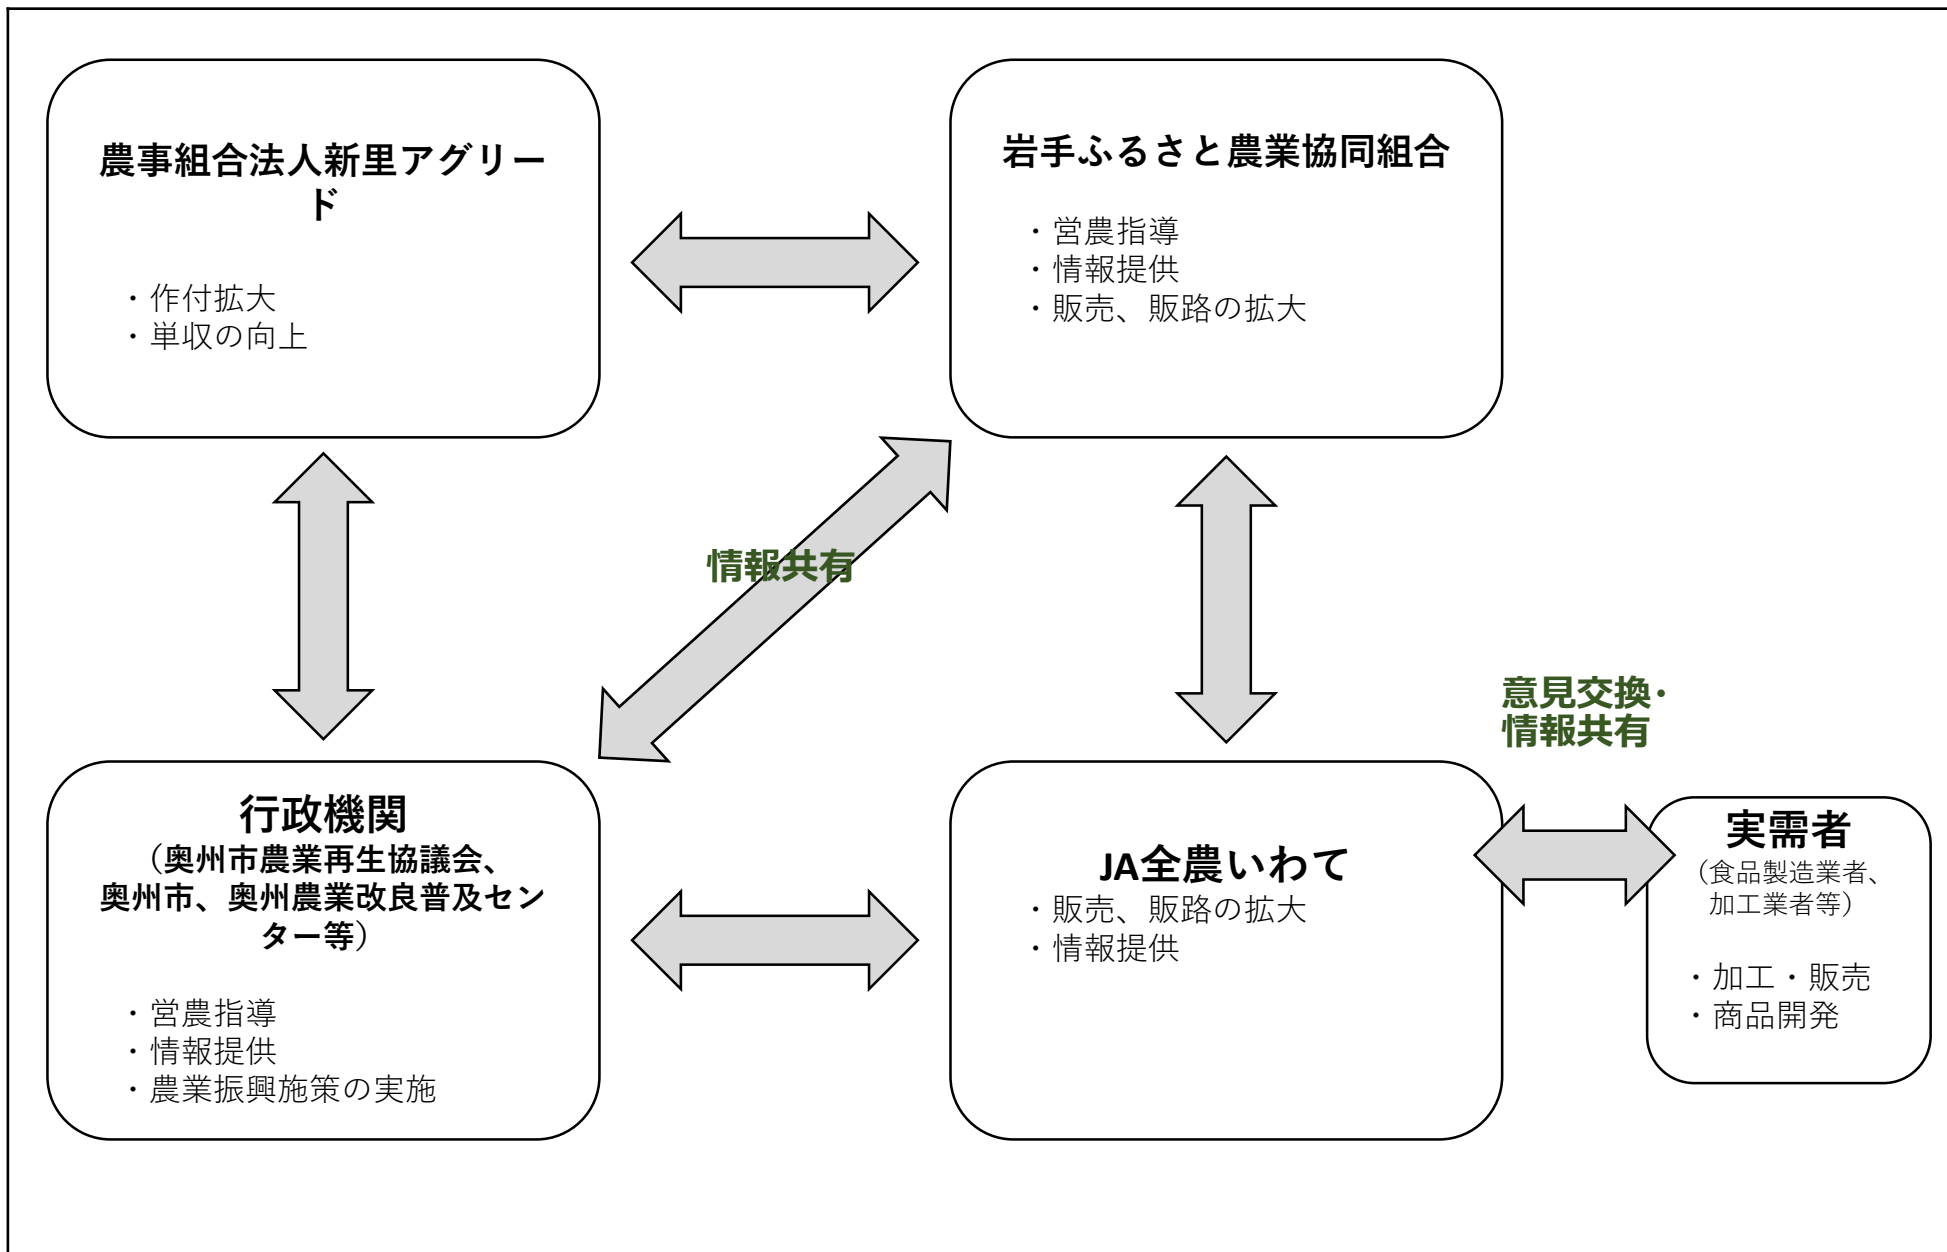 農事組合法人新里アグリー
ド
・作付拡大
・単収の向上
岩手ふるさと農業協同組合
・営農指導
・情報提供
・販売、販路の拡大
情報共有
意見交換・
情報共有
行政機関
（奥州市農業再生協議会、
奥州市、奥州農業改良普及セン
ター等）
・営農指導
・情報提供
・農業振興施策の実施
JA全農いわて
・販売、販路の拡大
・情報提供
実需者
（食品製造業者、
加工業者等）
・加工・販売
・商品開発